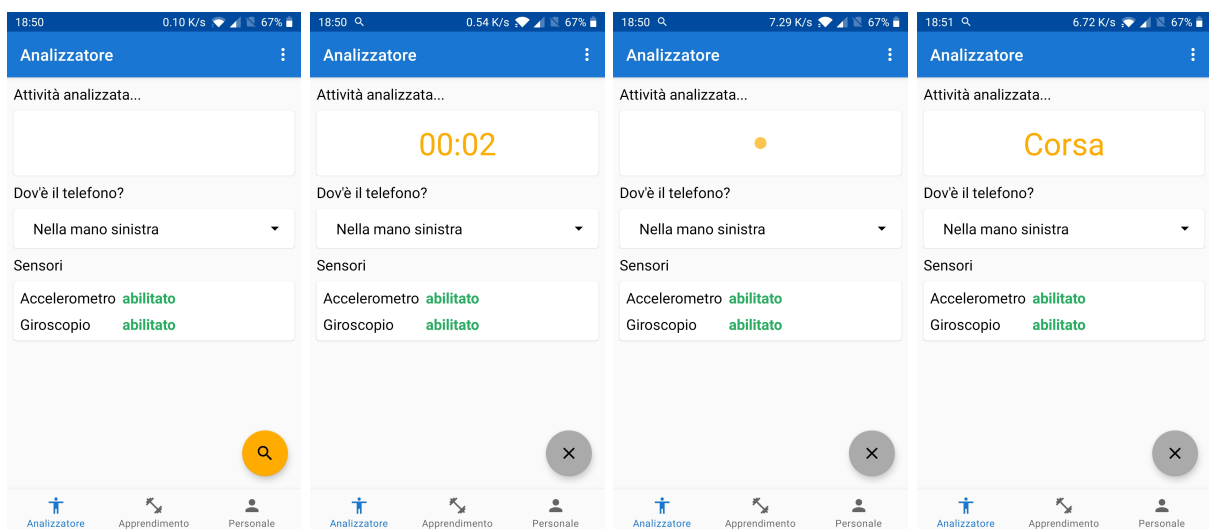 18:50 0.10 K/s 67%
Analizzatore
Attività analizzata...
Dov'è il telefono?
Nella mano sinistra
Sensori
Accelerometro abilitato
Giroscopio abilitato
Analizzatore Apprendimento Personale
18:50 0.54 K/s 67%
Analizzatore
Attività analizzata...
00:02
Dov'è il telefono?
Nella mano sinistra
Sensori
Accelerometro abilitato
Giroscopio abilitato
Analizzatore Apprendimento Personale
18:50 7.29 K/s 67%
Analizzatore
Attività analizzata...
Dov'è il telefono?
Nella mano sinistra
Sensori
Accelerometro abilitato
Giroscopio abilitato
Analizzatore Apprendimento Personale
18:51 6.72 K/s 67%
Analizzatore
Attività analizzata...
Corsa
Dov'è il telefono?
Nella mano sinistra
Sensori
Accelerometro abilitato
Giroscopio abilitato
Analizzatore Apprendimento Personale